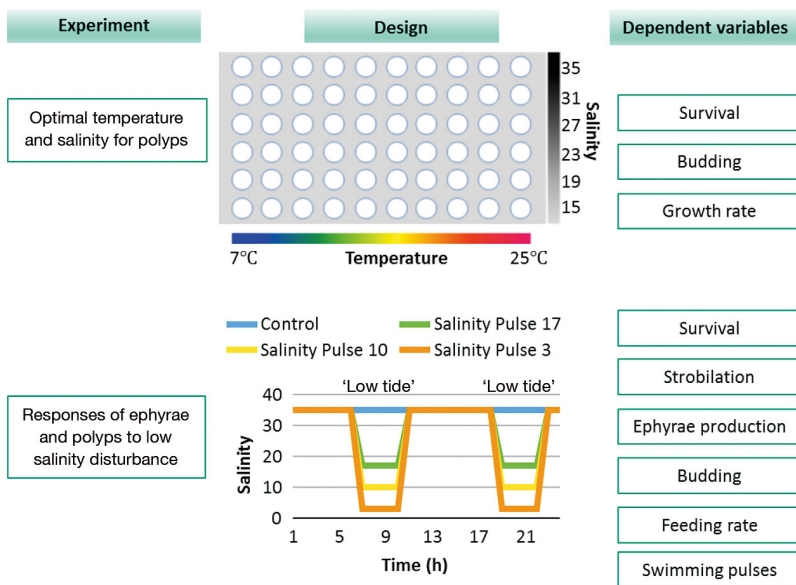 Experiment
Design
Dependent variables
Optimal temperature
and salinity for polyps
35
31
27
23
19
15
Salinity
7°C
Temperature
25°C
Survival
Budding
Growth rate
Control
Salinity Pulse 17
Salinity Pulse 10
Salinity Pulse 3
Responses of ephyrae
and polyps to low
salinity disturbance
‘Low tide’
‘Low tide’
40
30
20
10
0
Salinity
1
5
9
13
17
21
Time (h)
Survival
Strobilation
Ephyrae production
Budding
Feeding rate
Swimming pulses